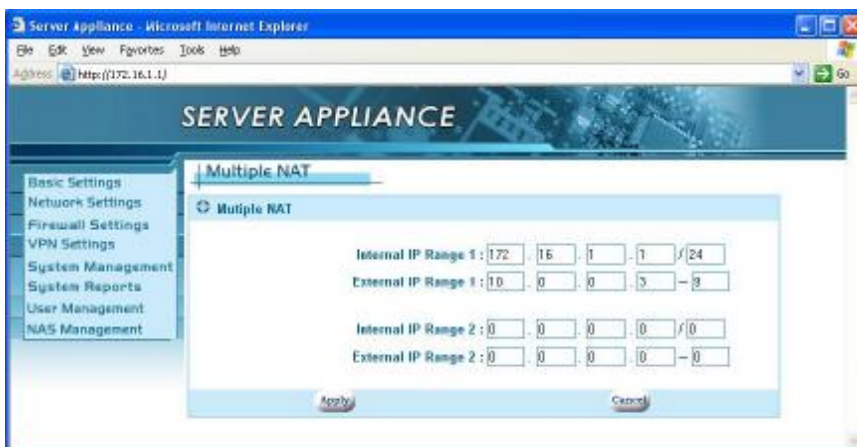 Server Appliance - Microsoft Internet Explorer
File Edit View Favorites Tools Help
Address http://172.16.1.1/ Go
SERVER APPLIANCE
Multiple NAT
Basic Settings
Network Settings
Firewall Settings
VPN Settings
System Management
System Reports
User Management
NAS Management
Mutiple NAT
Internal IP Range 1 : 172 . 16 . 1 . 1 / 24
External IP Range 1 : 10 . 0 . 0 . 3 — 9
Internal IP Range 2 : 0 . 0 . 0 . 0 / 0
External IP Range 2 : 0 . 0 . 0 . 0 — 0
Apply Cancel